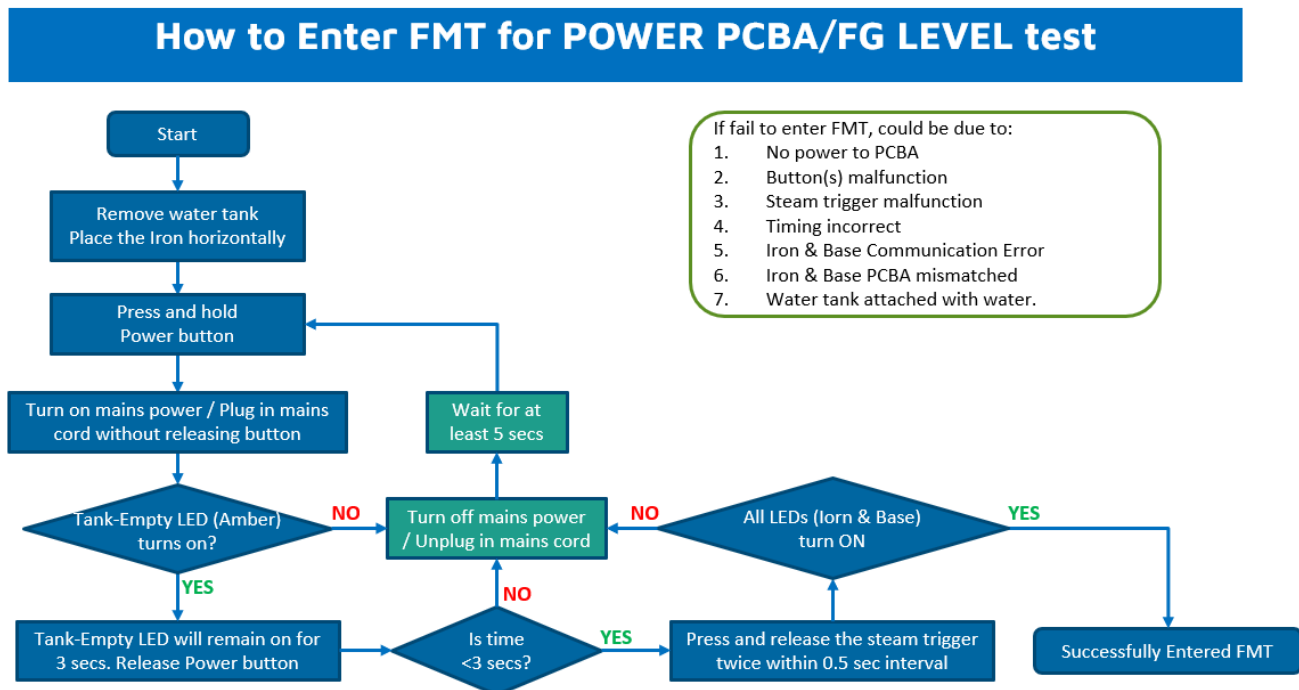 How to Enter FMT for POWER PCBA/FG LEVEL test
Start
If fail to enter FMT, could be due to:
1. No power to PCBA
2. Button(s) malfunction
3. Steam trigger malfunction
4. Timing incorrect
5. Iron & Base Communication Error
6. Iron & Base PCBA mismatched
7. Water tank attached with water.
Remove water tank
Place the Iron horizontally
Press and hold
Power button
Turn on mains power / Plug in mains
cord without releasing button
Wait for at
least 5 secs
Tank-Empty LED (Amber)
turns on?
NO
Turn off mains power
/ Unplug in mains cord
NO
All LEDs (Iorn & Base)
turn ON
YES
YES
NO
Tank-Empty LED will remain on for
3 secs. Release Power button
Is time
<3 secs?
YES
Press and release the steam trigger
twice within 0.5 sec interval
Successfully Entered FMT